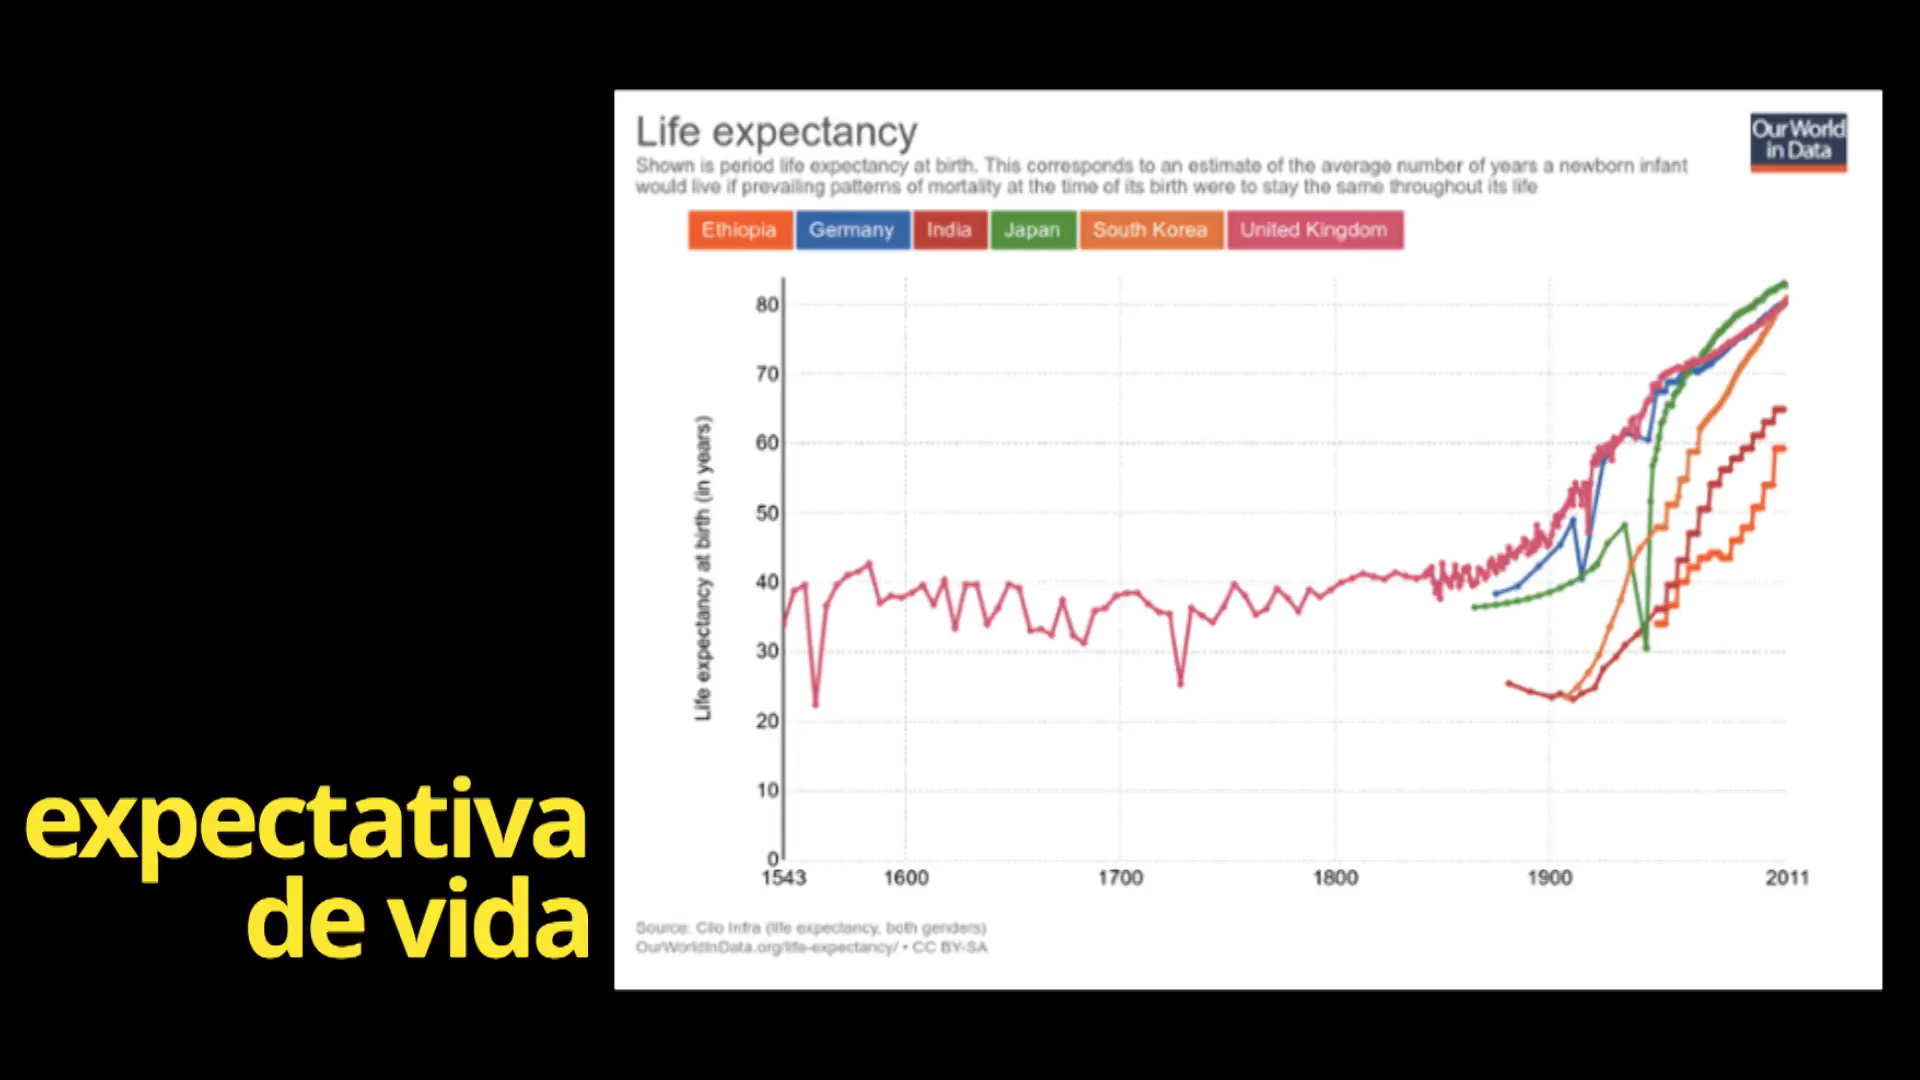 Life expectancy
Our World
in Data
Shown is period life expectancy at birth. This corresponds to an estimate of the average number of years a newborn infant
would live if prevailing patterns of mortality at the time of its birth were to stay the same throughout its life
Ethiopia
Germany
India
Japan
South Korea
United Kingdom
Life expectancy at birth (in years)
80
70
60
50
40
30
20
10
0
1543
1600
1700
1800
1900
2011
Source: Clio Infra (life expectancy, both genders)
OurWorldInData.org/life-expectancy/ • CC BY-SA
expectativa
de vida